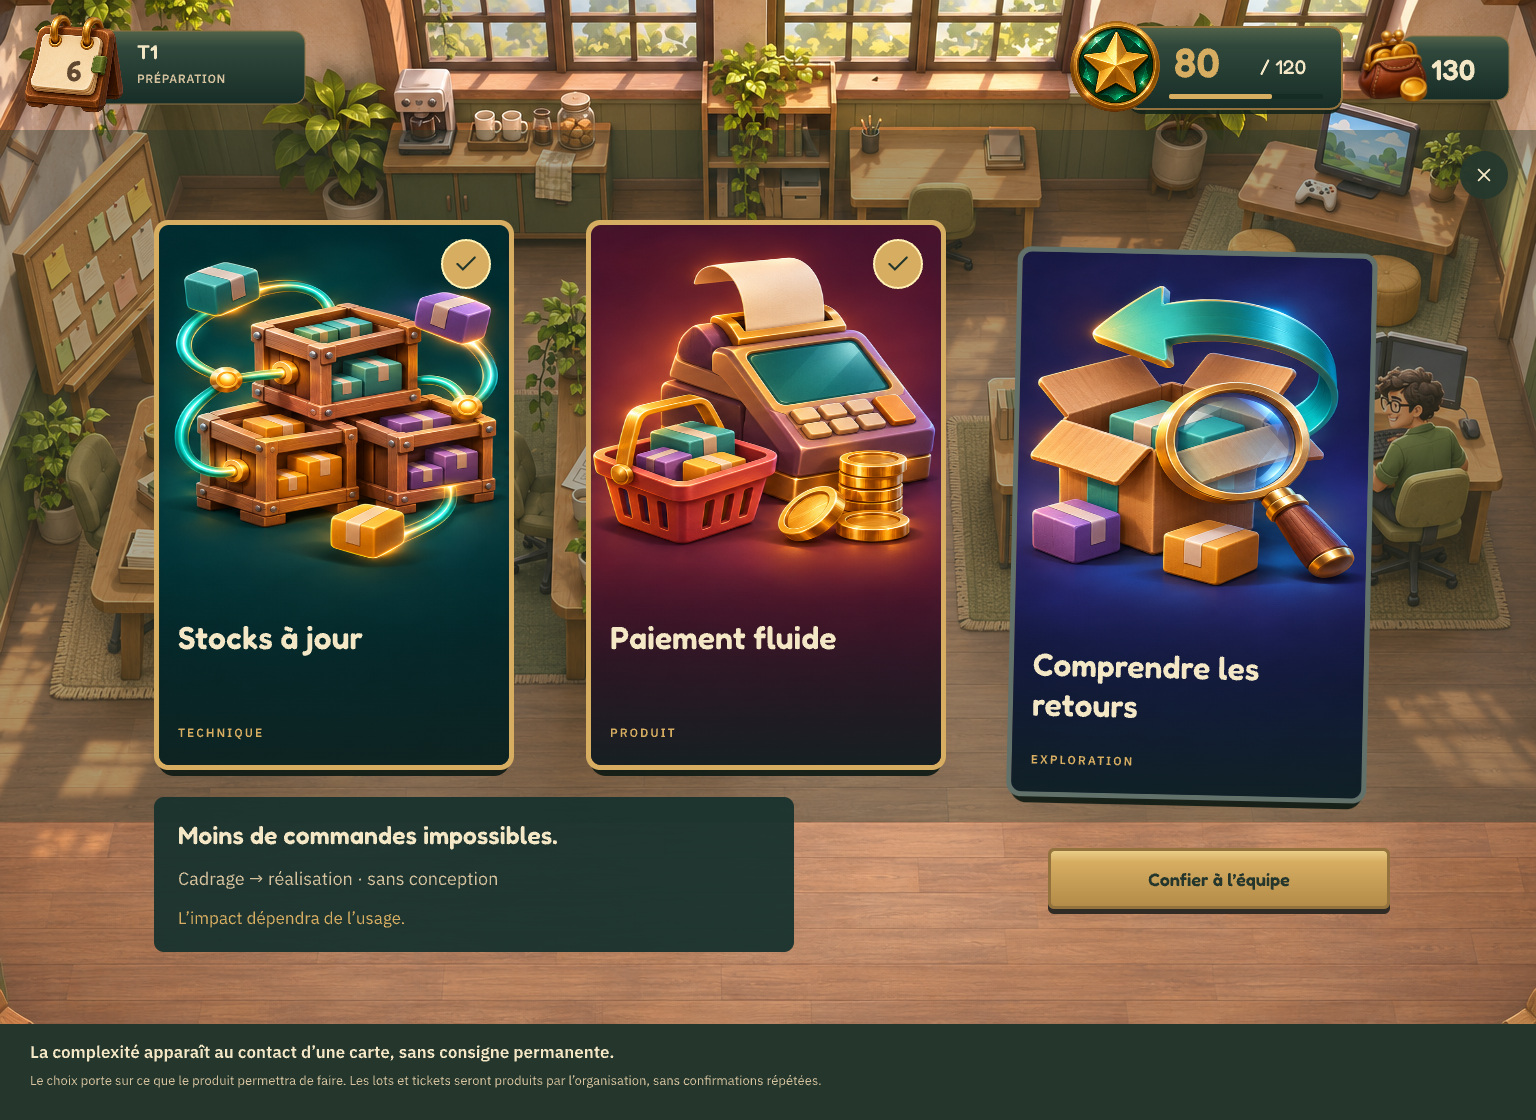 6
T1
PRÉPARATION
80 / 120
130
Stocks à jour
TECHNIQUE
Paiement fluide
PRODUIT
Comprendre les
retours
EXPLORATION
Moins de commandes impossibles.
Cadrage → réalisation · sans conception
L’impact dépendra de l’usage.
Confier à l’équipe
La complexité apparaît au contact d’une carte, sans consigne permanente.
Le choix porte sur ce que le produit permettra de faire. Les lots et tickets seront produits par l’organisation, sans confirmations répétées.